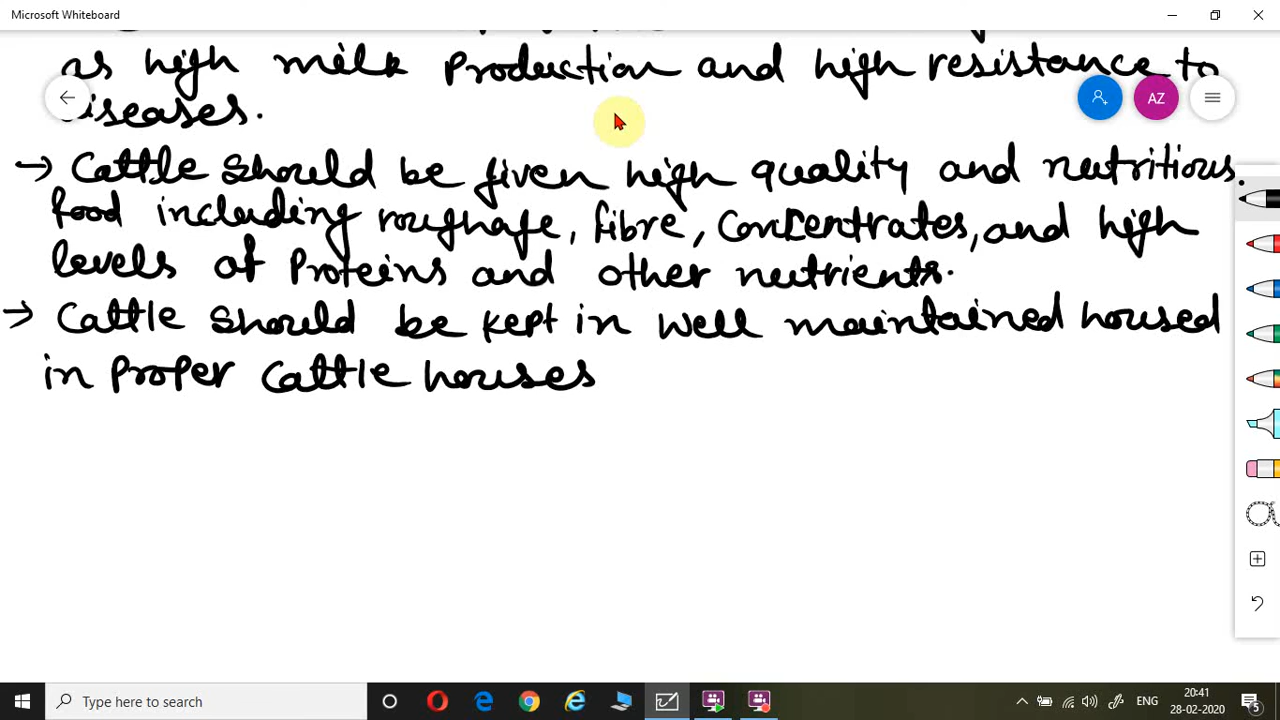 Microsoft Whiteboard
as high milk production and high resistance to
diseases.
AZ
→ Cattle should be given high quality and nutritious
food including roughage, fibre, concentrates, and high
levels of Proteins and other nutrients.
→ Cattle should be kept in well maintained housed
in proper cattle houses
Type here to search
ENG
20:41
28-02-2020
5